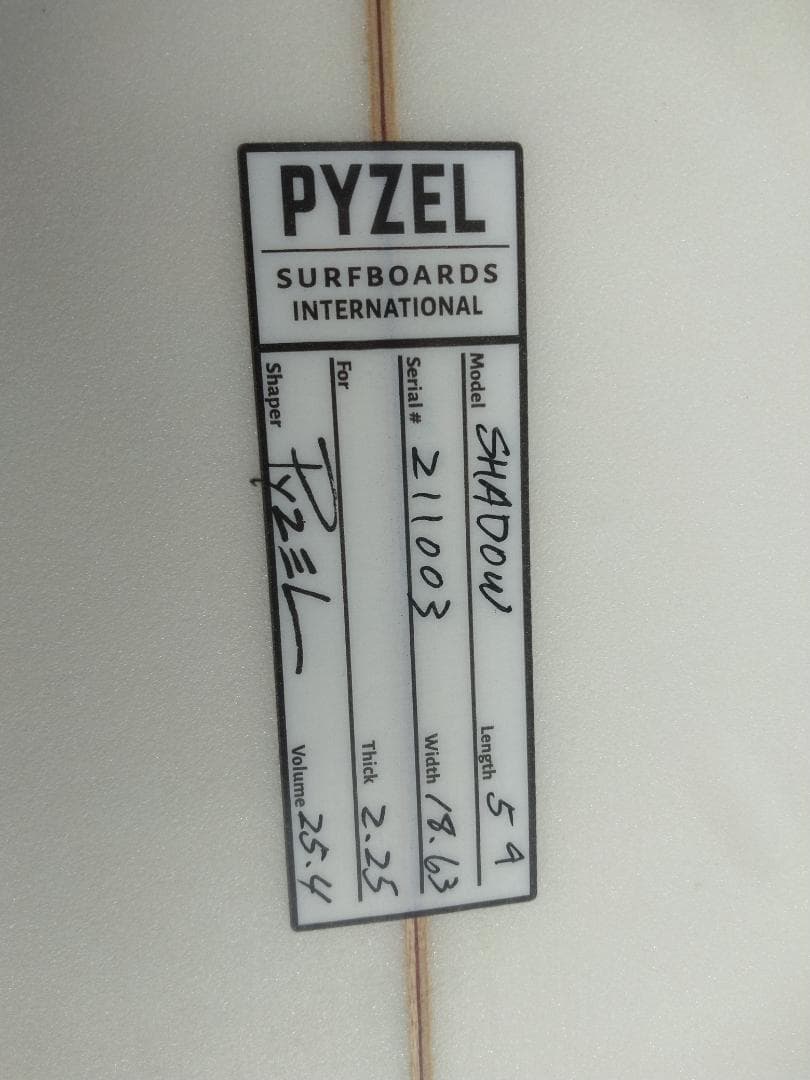 PYZEL
SURFBOARDS
INTERNATIONAL
Model SHADOW Length 5 9
Serial # 211003 Width 18.63
For Thick 2.25
Shaper PYZEL Volume 25.4